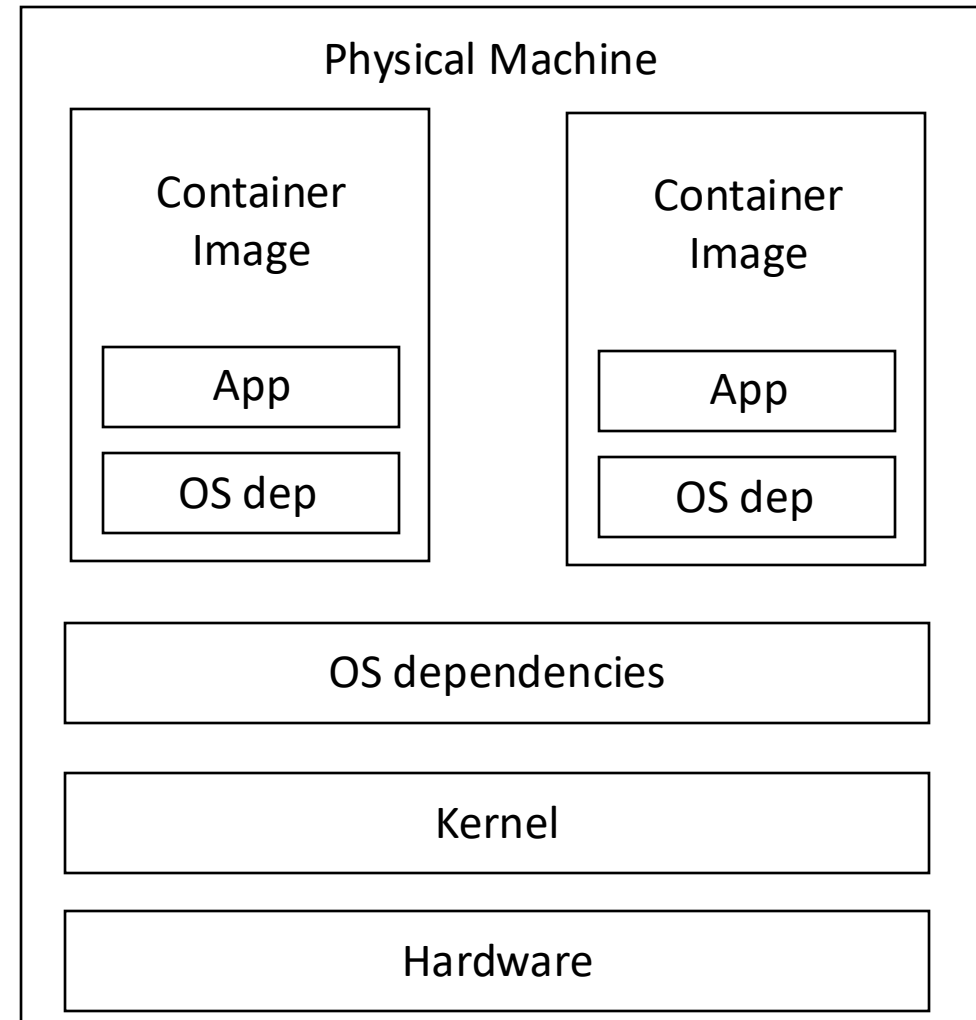 Physical Machine
Container
Image
App
OS dep
Container
Image
App
OS dep
OS dependencies
Kernel
Hardware